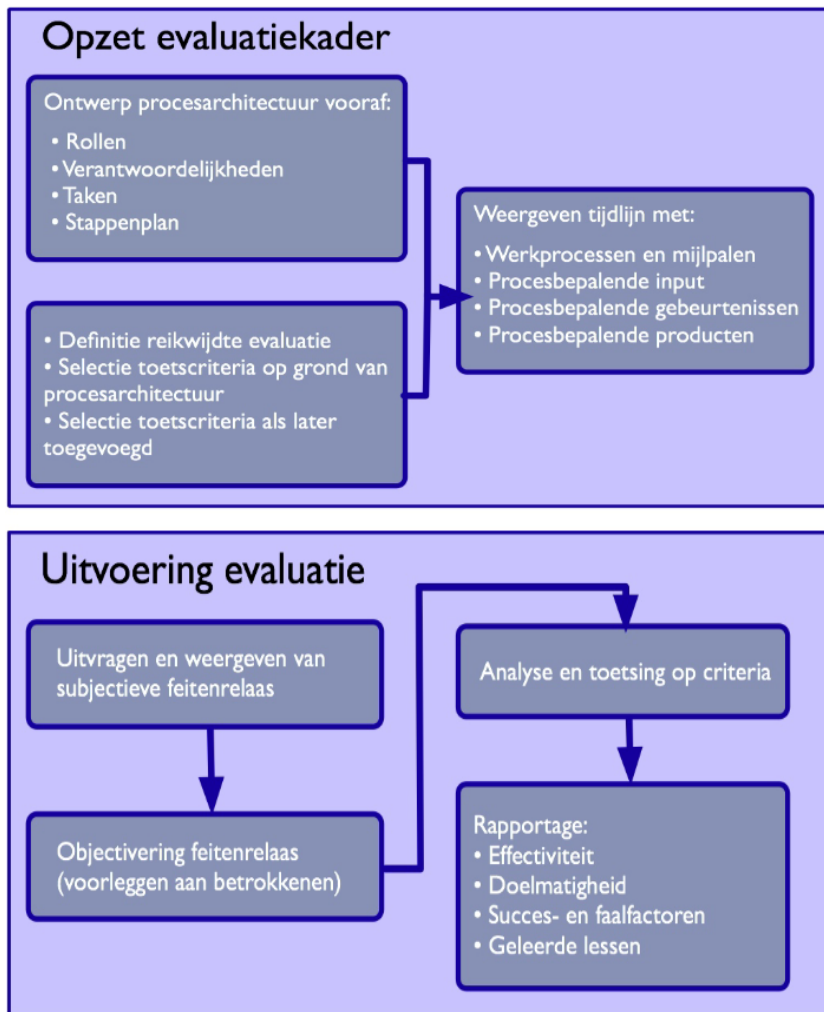 Opzet evaluatiekader
Ontwerp procesarchitectuur vooraf:
• Rollen
• Verantwoordelijkheden
• Taken
• Stappenplan
• Definitie reikwijdte evaluatie
• Selectie toetscriteria op grond van
procesarchitectuur
• Selectie toetscriteria als later
toegevoegd
Weergeven tijdlijn met:
• Werkprocessen en mijlpalen
• Procesbepalende input
• Procesbepalende gebeurtenissen
• Procesbepalende producten
Uitvoering evaluatie
Uitvragen en weergeven van
subjectieve feitenrelaas
Objectivering feitenrelaas
(voorleggen aan betrokkenen)
Analyse en toetsing op criteria
Rapportage:
• Effectiviteit
• Doelmatigheid
• Succes- en faalfactoren
• Geleerde lessen